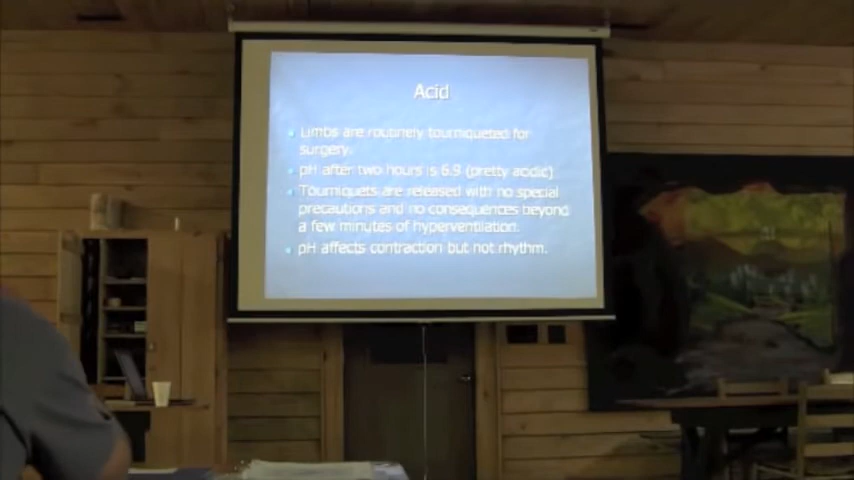 Acid
Limbs are routinely tourniqueted for
surgery.
pH after two hours is 6.9 (pretty acidic)
Tourniquets are released with no special
precautions and no consequences beyond
a few minutes of hyperventilation.
pH affects contraction but not rhythm.